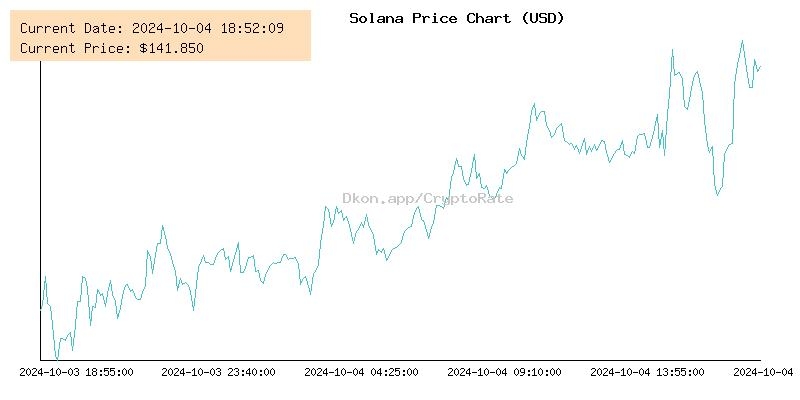 Solana Price Chart (USD)
Current Date: 2024-10-04 18:52:09
Current Price: $141.850
Dkon.app/CryptoRate
2024-10-03 18:55:00
2024-10-03 23:40:00
2024-10-04 04:25:00
2024-10-04 09:10:00
2024-10-04 13:55:00
2024-10-04